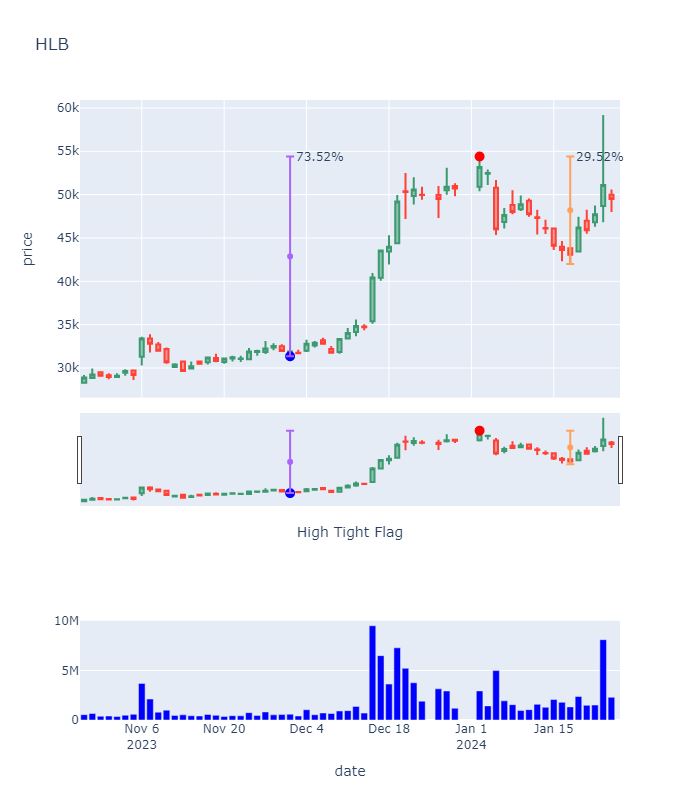 HLB
60k
55k
50k
45k
40k
35k
30k
price
73.52%
29.52%
High Tight Flag
10M
5M
0
Nov 6
2023
Nov 20
Dec 4
Dec 18
Jan 1
2024
Jan 15
date